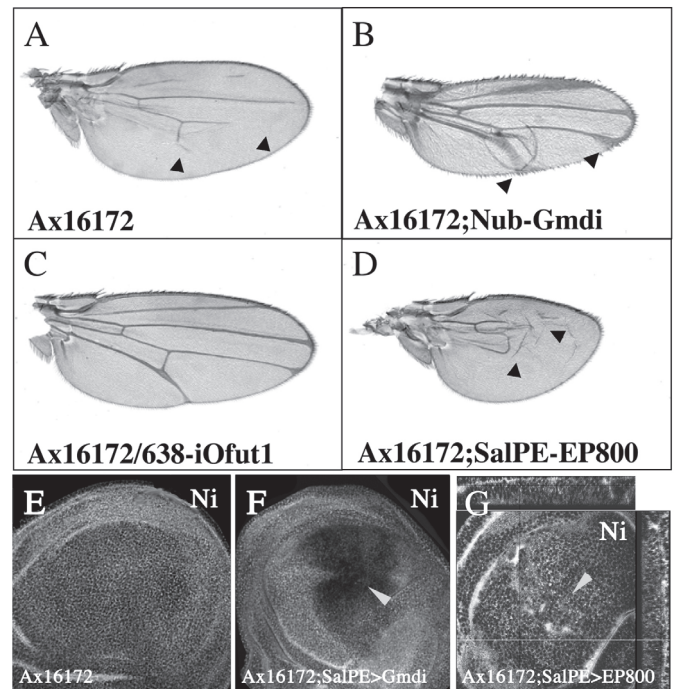 A
Ax16172
B
Ax16172;Nub-Gmdi
C
Ax16172/638-iOfut1
D
Ax16172;SalPE-EP800
E
Ni
Ax16172
F
Ni
Ax16172;SalPE>Gmdi
G
Ni
Ax16172;SalPE>EP800